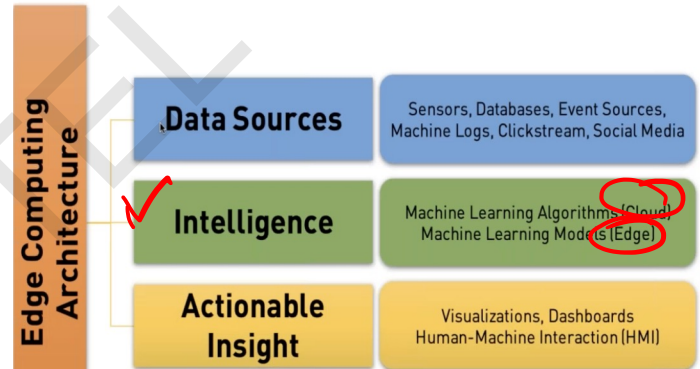 Edge Computing
Architecture
Data Sources
Sensors, Databases, Event Sources,
Machine Logs, Clickstream, Social Media
Intelligence
Machine Learning Algorithms (Cloud),
Machine Learning Models (Edge)
Actionable
Insight
Visualizations, Dashboards
Human-Machine Interaction (HMI)